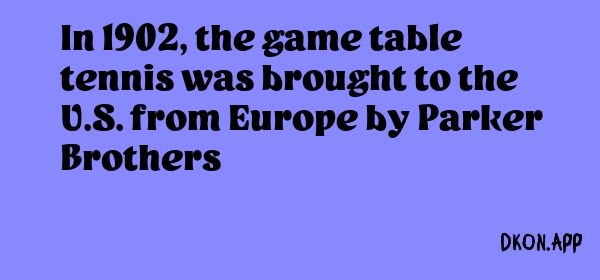 In 1902, the game table
tennis was brought to the
U.S. from Europe by Parker
Brothers
DKON.APP